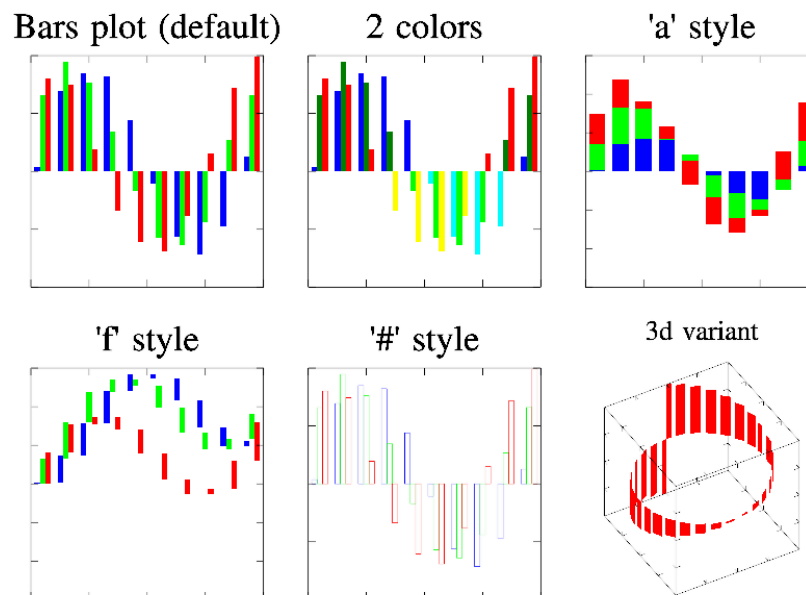 Bars plot (default)
2 colors
'a' style
'f' style
'#' style
3d variant